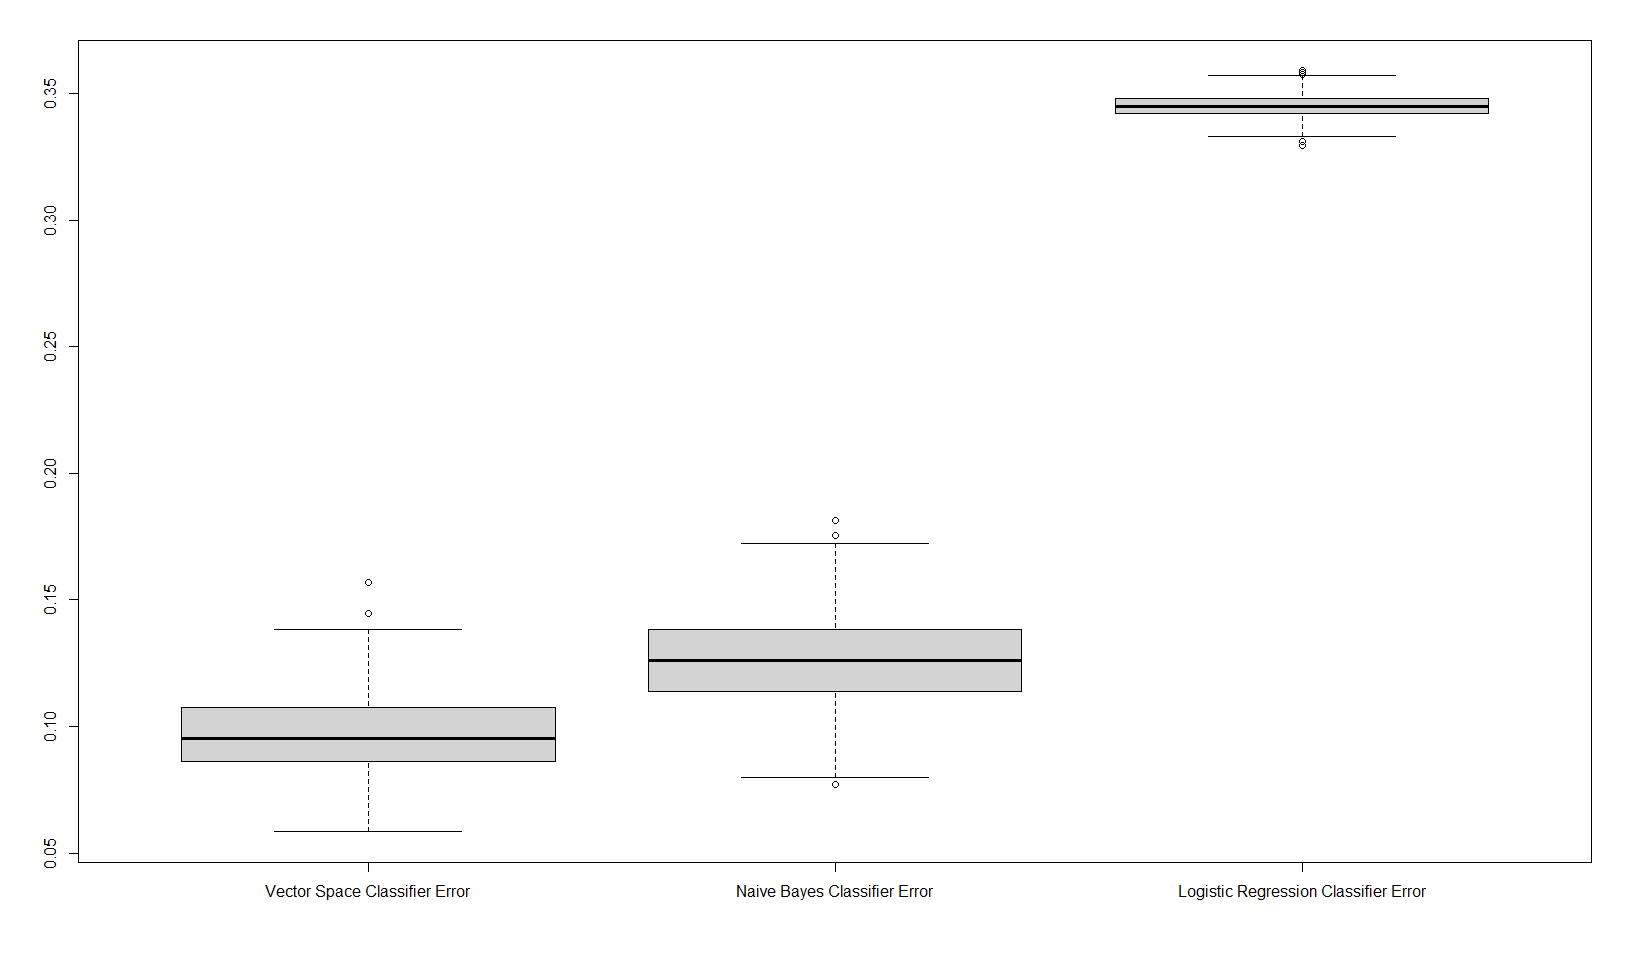 0.35
0.30
0.25
0.20
0.15
0.10
0.05
Vector Space Classifier Error
Naive Bayes Classifier Error
Logistic Regression Classifier Error